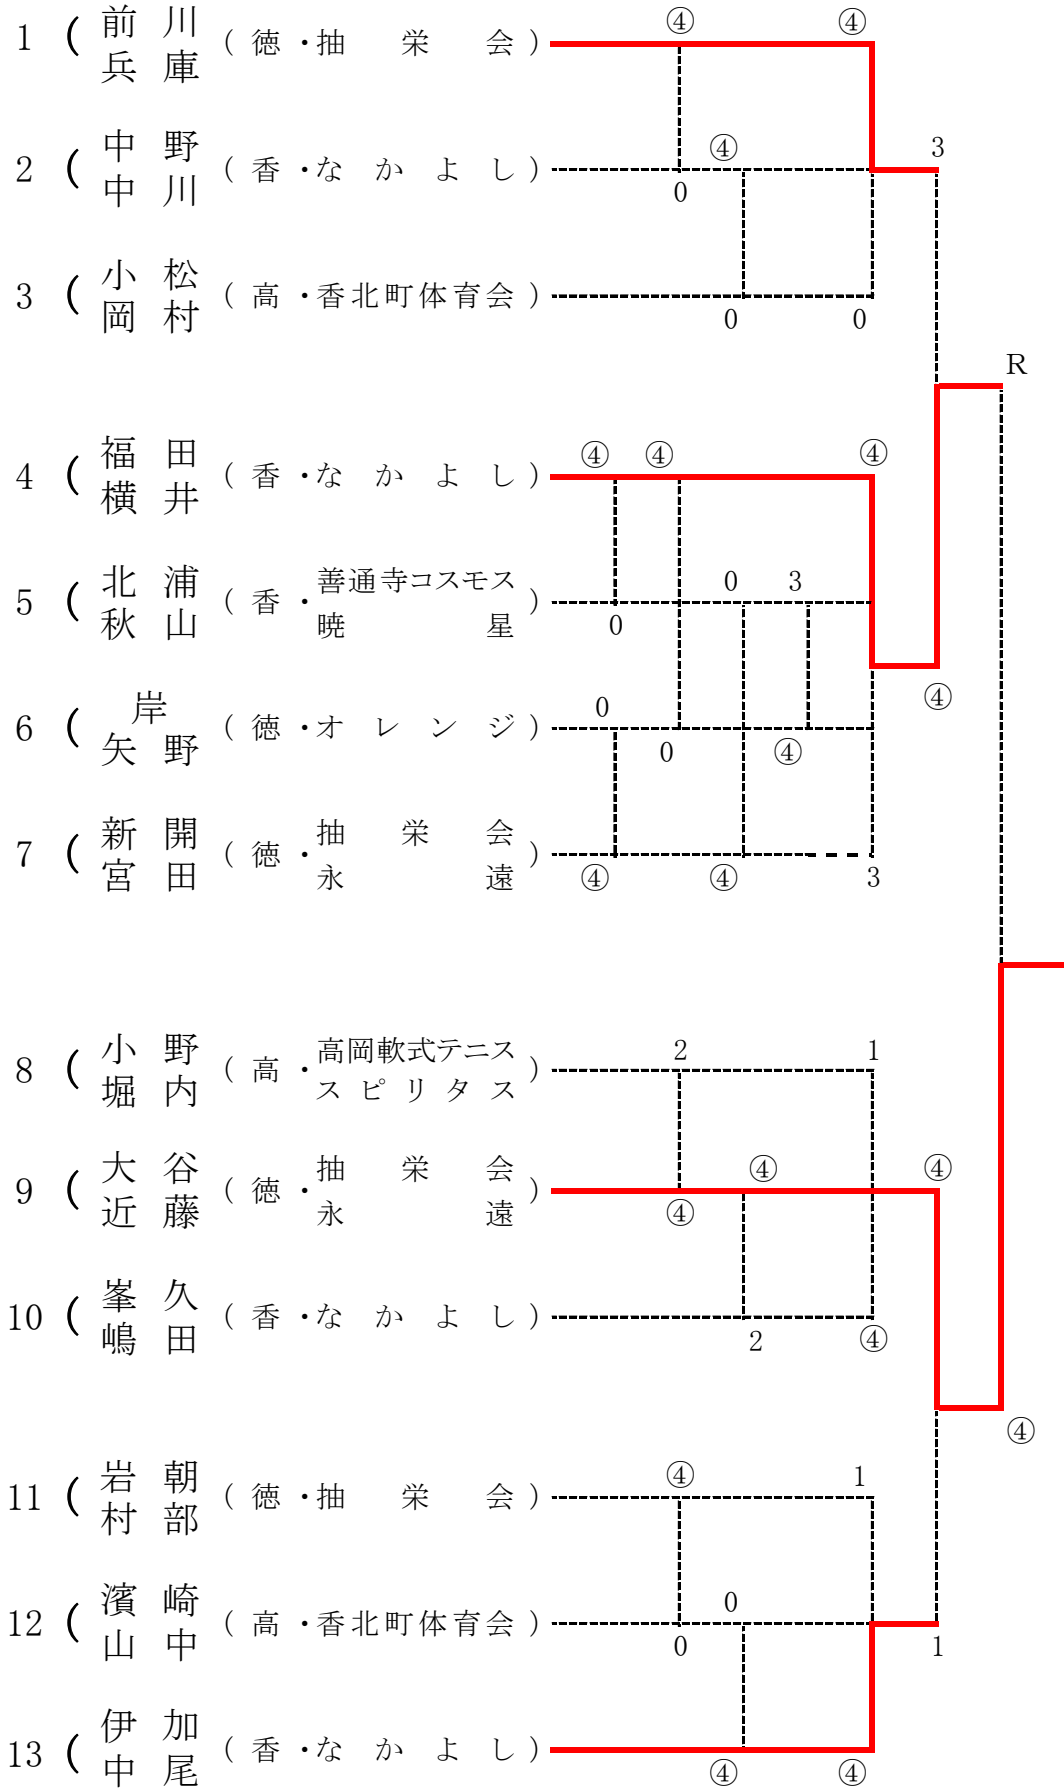 ④ ④
1 ( 前川 兵庫 ( 徳・抽栄会 )
3
④
2 ( 中野 中川 ( 香・なかよし )
0
3 ( 小松 岡村 ( 高・香北町体育会 )
0 0
R
④ ④ ④
4 ( 福田 横井 ( 香・なかよし )
0 3
5 ( 北浦 秋山 ( 香・善通寺コスモス 暁星 )
0
④
0
6 ( 岸 矢野 ( 徳・オレンジ )
0 ④
7 ( 新開 宮田 ( 徳・抽栄会 永遠 )
④ ④ 3
2 1
8 ( 小野 堀内 ( 高・高岡軟式テニス スピリタス )
④ ④
9 ( 大谷 近藤 ( 徳・抽栄会 永遠 )
④
10 ( 峯久 嶋田 ( 香・なかよし )
2 ④
④
④ 1
11 ( 岩朝 村部 ( 徳・抽栄会 )
0
12 ( 濱崎 山中 ( 高・香北町体育会 )
0 1
13 ( 伊加 中尾 ( 香・なかよし )
④ ④